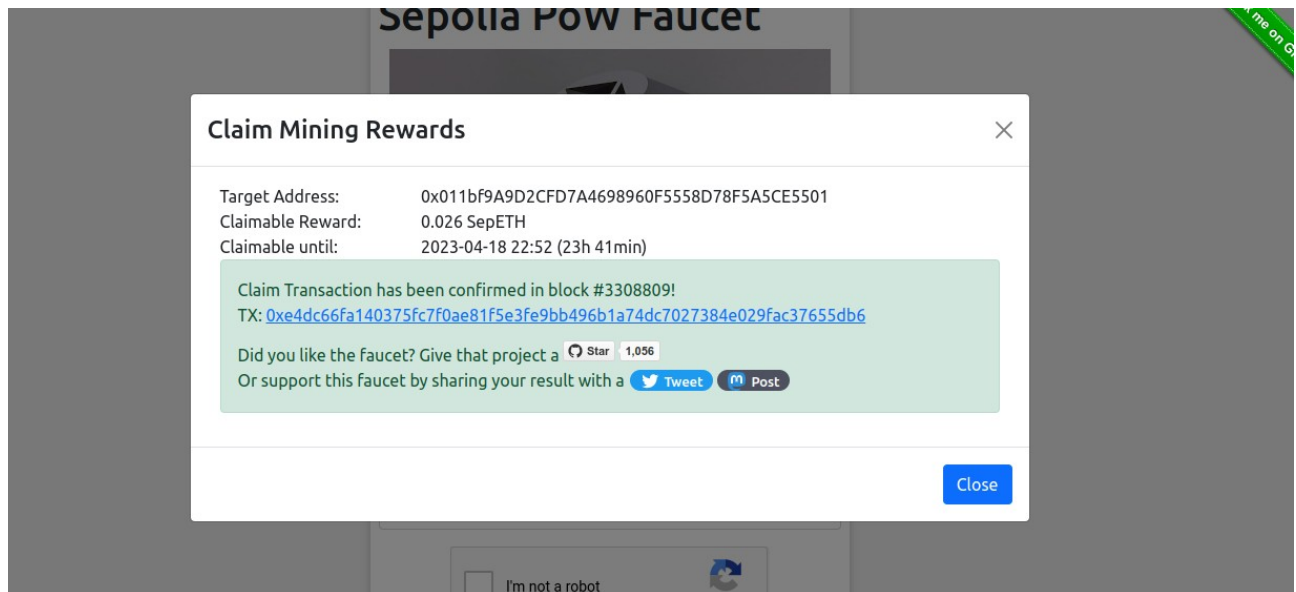 Sepolia PoW Faucet
me on
Claim Mining Rewards
Target Address: 0x011bf9A9D2CFD7A4698960F5558D78F5A5CE5501
Claimable Reward: 0.026 SepETH
Claimable until: 2023-04-18 22:52 (23h 41min)
Claim Transaction has been confirmed in block #3308809!
TX: 0xe4dc66fa140375fc7f0ae81f5e3fe9bb496b1a74dc7027384e029fac37655db6
Did you like the faucet? Give that project a Star 1,056
Or support this faucet by sharing your result with a Tweet Post
Close
I'm not a robot